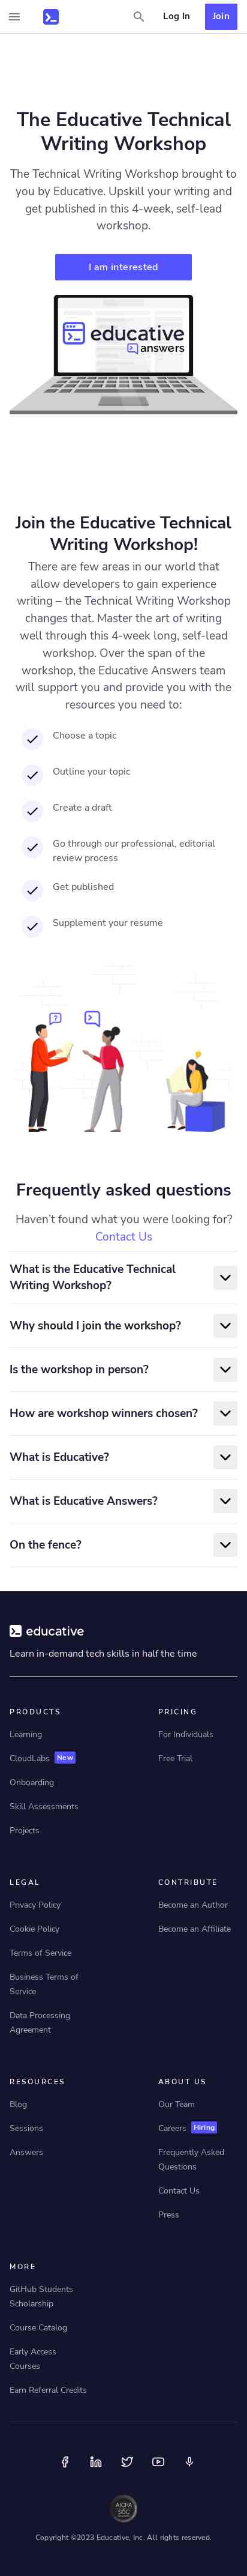 Log In
Join
The Educative Technical
Writing Workshop
The Technical Writing Workshop brought to
you by Educative. Upskill your writing and
get published in this 4-week, self-lead
workshop.
I am interested
educative
answers
Join the Educative Technical
Writing Workshop!
There are few areas in our world that
allow developers to gain experience
writing – the Technical Writing Workshop
changes that. Master the art of writing
well through this 4-week long, self-lead
workshop. Over the span of the
workshop, the Educative Answers team
will support you and provide you with the
resources you need to:
Choose a topic
Outline your topic
Create a draft
Go through our professional, editorial
review process
Get published
Supplement your resume
Frequently asked questions
Haven’t found what you were looking for?
Contact Us
What is the Educative Technical
Writing Workshop?
Why should I join the workshop?
Is the workshop in person?
How are workshop winners chosen?
What is Educative?
What is Educative Answers?
On the fence?
educative
Learn in-demand tech skills in half the time
PRODUCTS
Learning
CloudLabs New
Onboarding
Skill Assessments
Projects
PRICING
For Individuals
Free Trial
LEGAL
Privacy Policy
Cookie Policy
Terms of Service
Business Terms of
Service
Data Processing
Agreement
CONTRIBUTE
Become an Author
Become an Affiliate
RESOURCES
Blog
Sessions
Answers
ABOUT US
Our Team
Careers Hiring
Frequently Asked
Questions
Contact Us
Press
MORE
GitHub Students
Scholarship
Course Catalog
Early Access
Courses
Earn Referral Credits
AICPA
SOC
Copyright ©2023 Educative, Inc. All rights reserved.